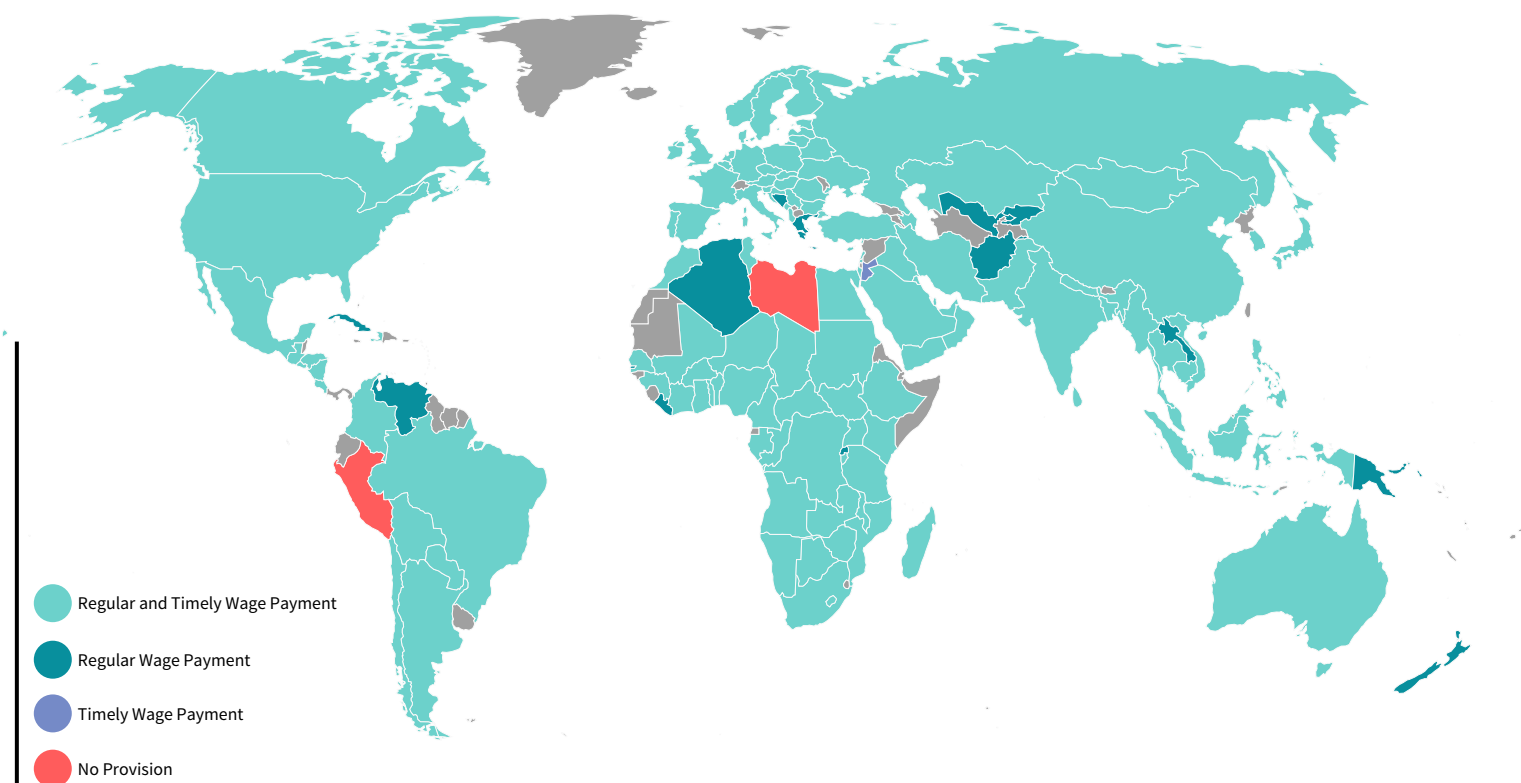 Regular and Timely Wage Payment
Regular Wage Payment
Timely Wage Payment
No Provision